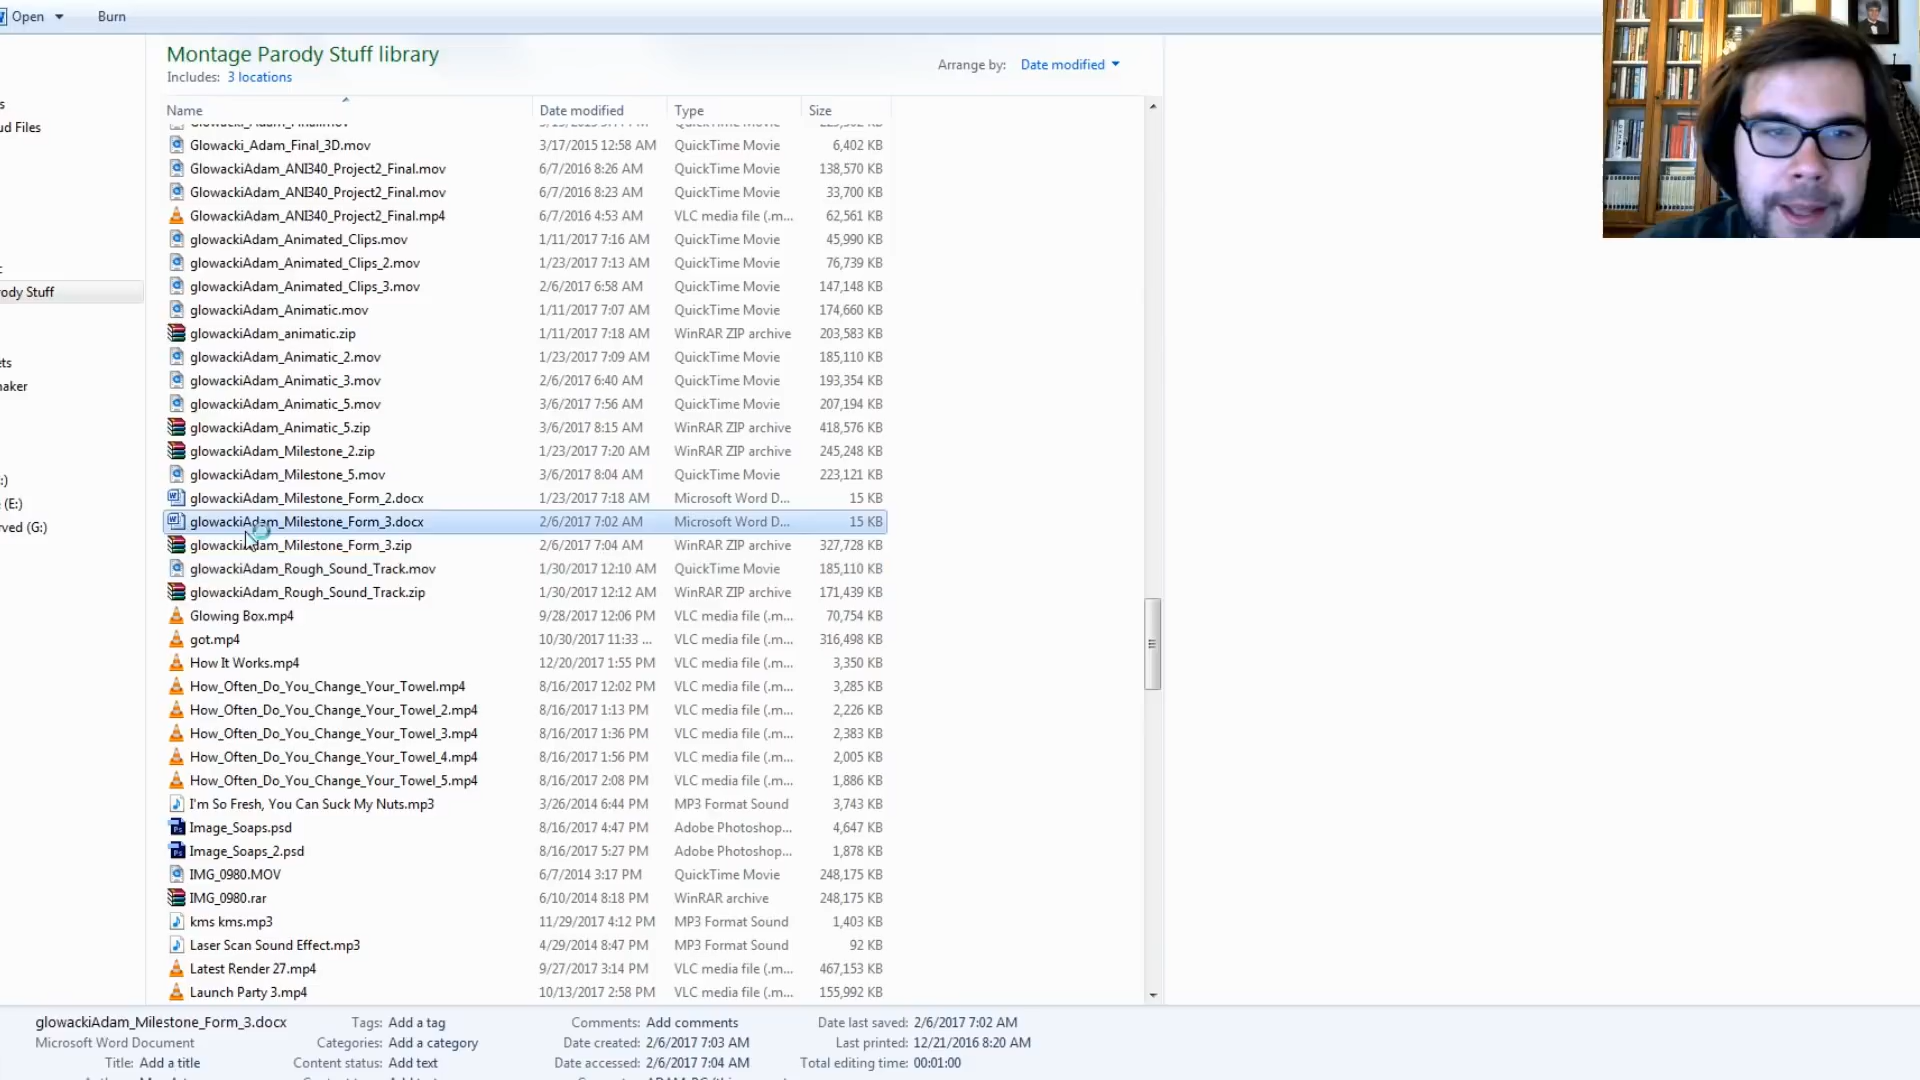 Open Burn
Montage Parody Stuff library
Includes: 3 locations
Arrange by: Date modified
Name Date modified Type Size
Glowacki_Adam_Final_3D.mov 3/17/2015 12:58 AM QuickTime Movie 6,402 KB
GlowackiAdam_ANI340_Project2_Final.mov 6/7/2016 8:26 AM QuickTime Movie 138,570 KB
GlowackiAdam_ANI340_Project2_Final.mov 6/7/2016 8:23 AM QuickTime Movie 33,700 KB
GlowackiAdam_ANI340_Project2_Final.mp4 6/7/2016 4:53 AM VLC media file (.m... 62,561 KB
glowackiAdam_Animated_Clips.mov 1/11/2017 7:16 AM QuickTime Movie 45,990 KB
glowackiAdam_Animated_Clips_2.mov 1/23/2017 7:13 AM QuickTime Movie 76,739 KB
glowackiAdam_Animated_Clips_3.mov 2/6/2017 6:58 AM QuickTime Movie 147,148 KB
glowackiAdam_Animatic.mov 1/11/2017 7:07 AM QuickTime Movie 174,660 KB
glowackiAdam_animatic.zip 1/11/2017 7:18 AM WinRAR ZIP archive 203,583 KB
glowackiAdam_Animatic_2.mov 1/23/2017 7:09 AM QuickTime Movie 185,110 KB
glowackiAdam_Animatic_3.mov 2/6/2017 6:40 AM QuickTime Movie 193,354 KB
glowackiAdam_Animatic_5.mov 3/6/2017 7:56 AM QuickTime Movie 207,194 KB
glowackiAdam_Animatic_5.zip 3/6/2017 8:15 AM WinRAR ZIP archive 418,576 KB
glowackiAdam_Milestone_2.zip 1/23/2017 7:20 AM WinRAR ZIP archive 245,248 KB
glowackiAdam_Milestone_5.mov 3/6/2017 8:04 AM QuickTime Movie 223,121 KB
glowackiAdam_Milestone_Form_2.docx 1/23/2017 7:18 AM Microsoft Word D... 15 KB
glowackiAdam_Milestone_Form_3.docx 2/6/2017 7:02 AM Microsoft Word D... 15 KB
glowackiAdam_Milestone_Form_3.zip 2/6/2017 7:04 AM WinRAR ZIP archive 327,728 KB
glowackiAdam_Rough_Sound_Track.mov 1/30/2017 12:10 AM QuickTime Movie 185,110 KB
glowackiAdam_Rough_Sound_Track.zip 1/30/2017 12:12 AM WinRAR ZIP archive 171,439 KB
Glowing Box.mp4 9/28/2017 12:06 PM VLC media file (.m... 70,754 KB
got.mp4 10/30/2017 11:33 ... VLC media file (.m... 316,498 KB
How It Works.mp4 12/20/2017 1:55 PM VLC media file (.m... 3,350 KB
How_Often_Do_You_Change_Your_Towel.mp4 8/16/2017 12:02 PM VLC media file (.m... 3,285 KB
How_Often_Do_You_Change_Your_Towel_2.mp4 8/16/2017 1:13 PM VLC media file (.m... 2,226 KB
How_Often_Do_You_Change_Your_Towel_3.mp4 8/16/2017 1:36 PM VLC media file (.m... 2,383 KB
How_Often_Do_You_Change_Your_Towel_4.mp4 8/16/2017 1:56 PM VLC media file (.m... 2,005 KB
How_Often_Do_You_Change_Your_Towel_5.mp4 8/16/2017 2:08 PM VLC media file (.m... 1,886 KB
I'm So Fresh, You Can Suck My Nuts.mp3 3/26/2014 6:44 PM MP3 Format Sound 3,743 KB
Image_Soaps.psd 8/16/2017 4:47 PM Adobe Photoshop... 4,647 KB
Image_Soaps_2.psd 8/16/2017 5:27 PM Adobe Photoshop... 1,878 KB
IMG_0980.MOV 6/7/2014 3:17 PM QuickTime Movie 248,175 KB
IMG_0980.rar 6/10/2014 8:18 PM WinRAR archive 248,175 KB
kms kms.mp3 11/29/2017 4:12 PM MP3 Format Sound 1,403 KB
Laser Scan Sound Effect.mp3 4/29/2014 8:47 PM MP3 Format Sound 92 KB
Latest Render 27.mp4 9/27/2017 3:14 PM VLC media file (.m... 467,153 KB
Launch Party 3.mp4 10/13/2017 2:58 PM VLC media file (.m... 155,992 KB
s
ud Files
ody Stuff
ets
naker
:)
(E:)
rved (G:)
glowackiAdam_Milestone_Form_3.docx Tags: Add a tag Comments: Add comments Date last saved: 2/6/2017 7:02 AM
Microsoft Word Document Categories: Add a category Date created: 2/6/2017 7:03 AM Last printed: 12/21/2016 8:20 AM
Title: Add a title Content status: Add text Date accessed: 2/6/2017 7:04 AM Total editing time: 00:01:00